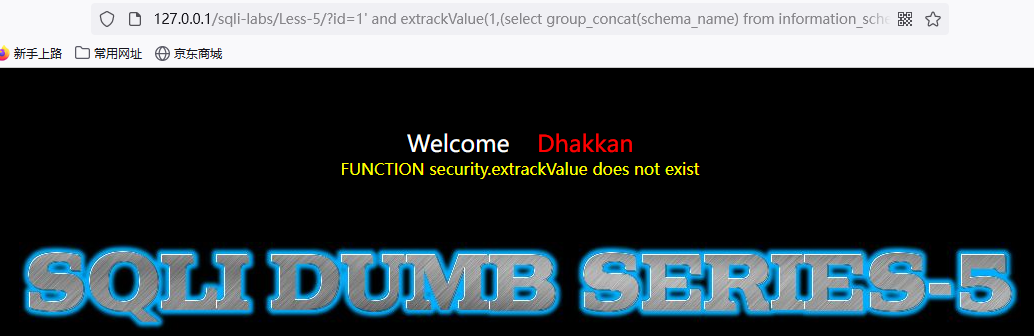 127.0.0.1/sqli-labs/Less-5/?id=1' and extrackValue(1,(select group_concat(schema_name) from information_sche
新手上路 常用网址 京东商城
Welcome Dhakkan
FUNCTION security.extrackValue does not exist
SQLI DUMB SERIES-5